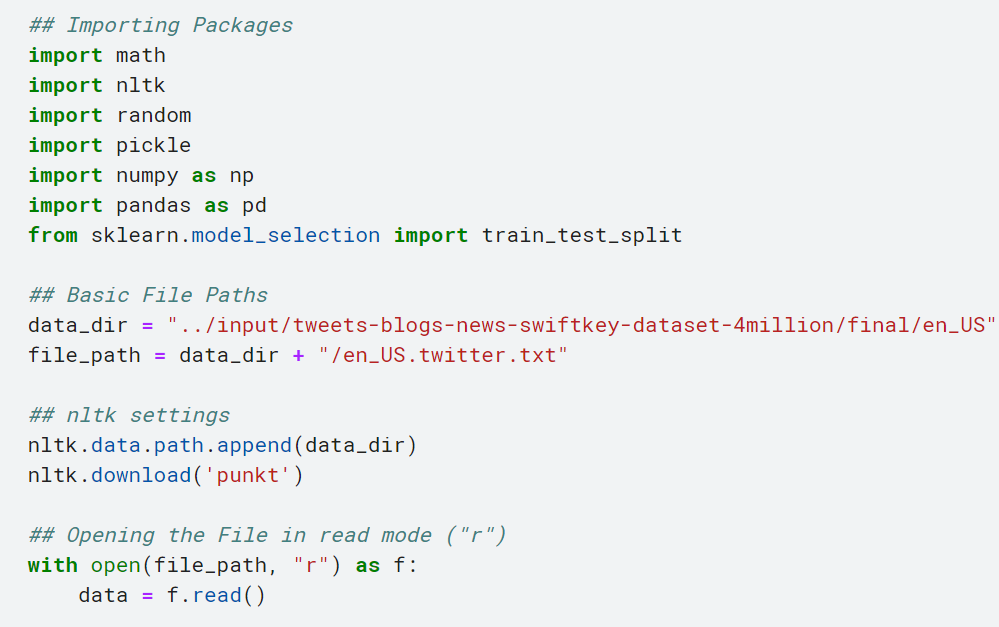 ## Importing Packages
import math
import nltk
import random
import pickle
import numpy as np
import pandas as pd
from sklearn.model_selection import train_test_split
## Basic File Paths
data_dir = "../input/tweets-blogs-news-swiftkey-dataset-4million/final/en_US"
file_path = data_dir + "/en_US.twitter.txt"
## nltk settings
nltk.data.path.append(data_dir)
nltk.download('punkt')
## Opening the File in read mode ("r")
with open(file_path, "r") as f:
    data = f.read()